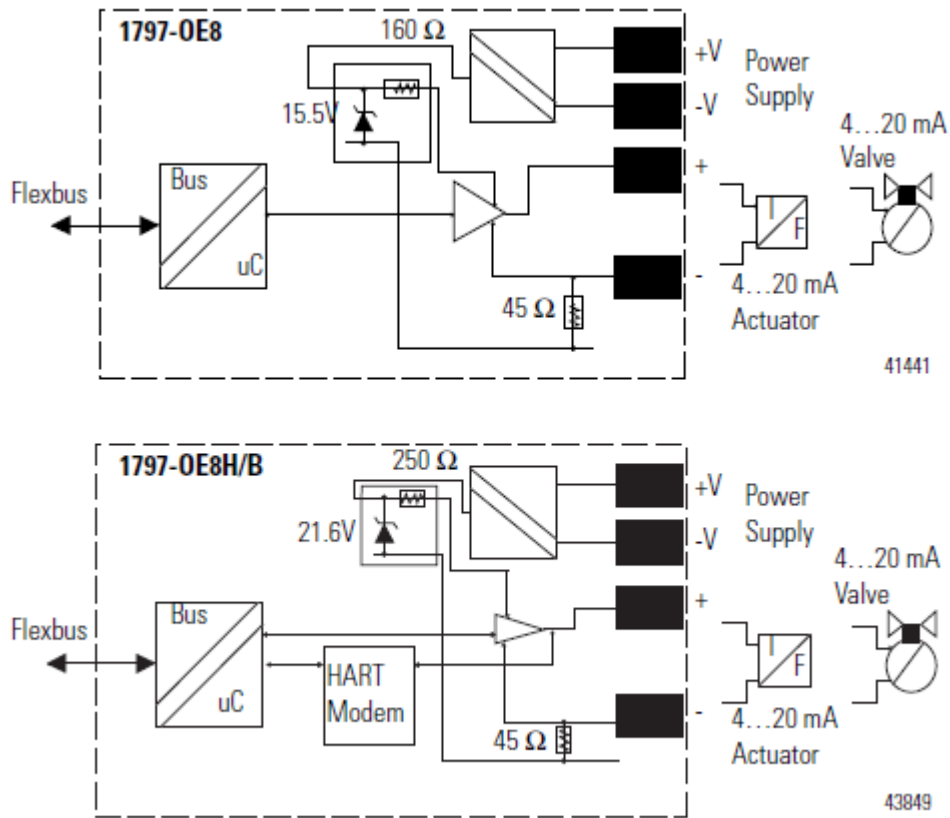 1797-OE8
160 Ω
+V
Power
Supply
-V
15.5V
4...20 mA
Valve
+
Bus
Flexbus
I
F
uC
-
45 Ω
4...20 mA
Actuator
41441
1797-OE8H/B
250 Ω
+V
Power
Supply
-V
21.6V
4...20 mA
Valve
+
Bus
Flexbus
I
F
HART
Modem
uC
-
45 Ω
4...20 mA
Actuator
43849